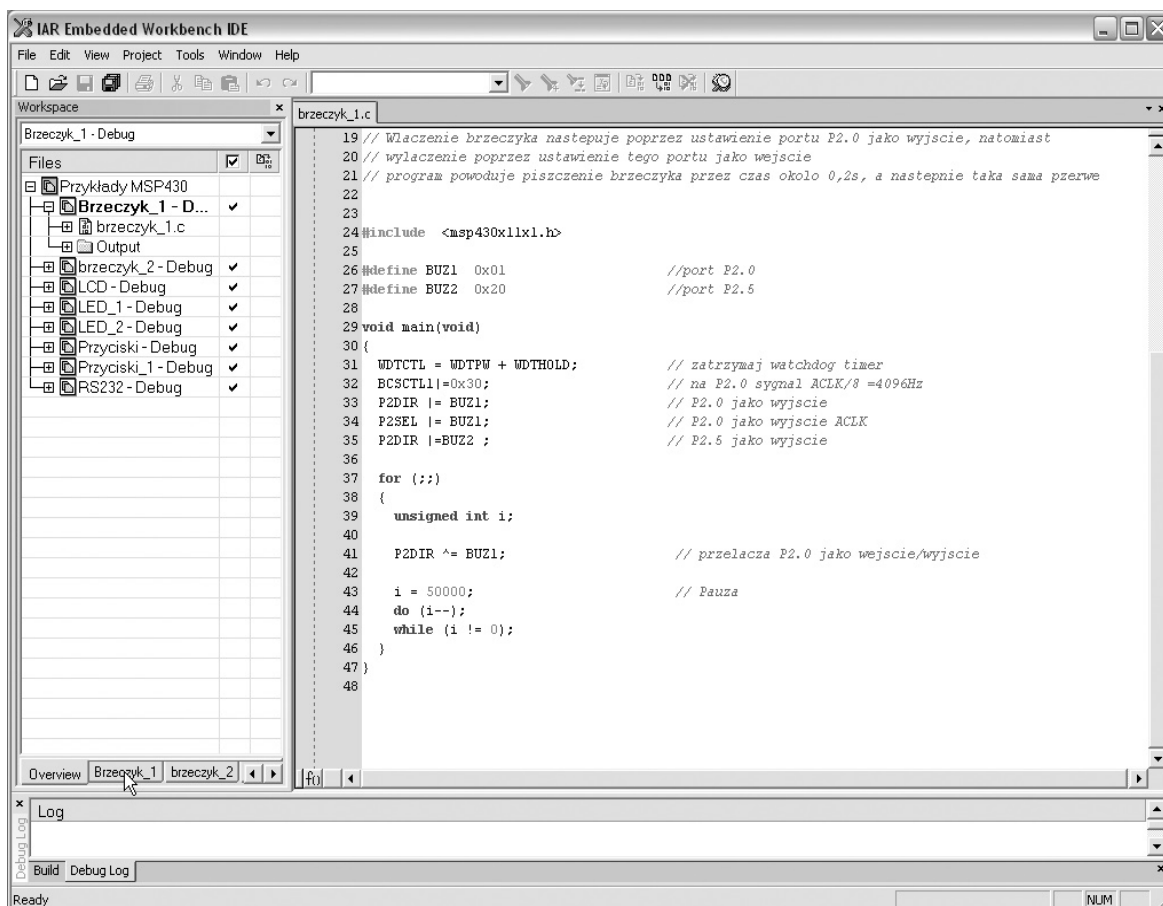 IAR Embedded Workbench IDE
File Edit View Project Tools Window Help
Workspace
Brzeczyk_1 - Debug
Files
Przykłady MSP430
Brzeczyk_1 - D...
brzeczyk_1.c
Output
brzeczyk_2 - Debug
LCD - Debug
LED_1 - Debug
LED_2 - Debug
Przyciski - Debug
Przyciski_1 - Debug
RS232 - Debug
Overview Brzeczyk_1 brzeczyk_2
brzeczyk_1.c
19 // Wlaczenie brzeczyka nastepuje poprzez ustawienie portu P2.0 jako wyjscie, natomiast
20 // wylaczenie poprzez ustawienie tego portu jako wejscie
21 // program powoduje piszczenie brzeczyka przez czas okolo 0,2s, a nastepnie taka sama pzerwe
22
23
24 #include <msp430x11x1.h>
25
26 #define BUZ1 0x01 //port P2.0
27 #define BUZ2 0x20 //port P2.5
28
29 void main(void)
30 {
31 WDTCTL = WDTPW + WDTHOLD; // zatrzymaj watchdog timer
32 BCSCTL1|=0x30; // na P2.0 sygnal ACLK/8 =4096Hz
33 P2DIR |= BUZ1; // P2.0 jako wyjscie
34 P2SEL |= BUZ1; // P2.0 jako wyjscie ACLK
35 P2DIR |=BUZ2 ; // P2.5 jako wyjscie
36
37 for (;;)
38 {
39 unsigned int i;
40
41 P2DIR ^= BUZ1; // przelacza P2.0 jako wejscie/wyjscie
42
43 i = 50000; // Pauza
44 do (i--);
45 while (i != 0);
46 }
47 }
48
f()
Log
Debug Log
Build Debug Log
Ready NUM